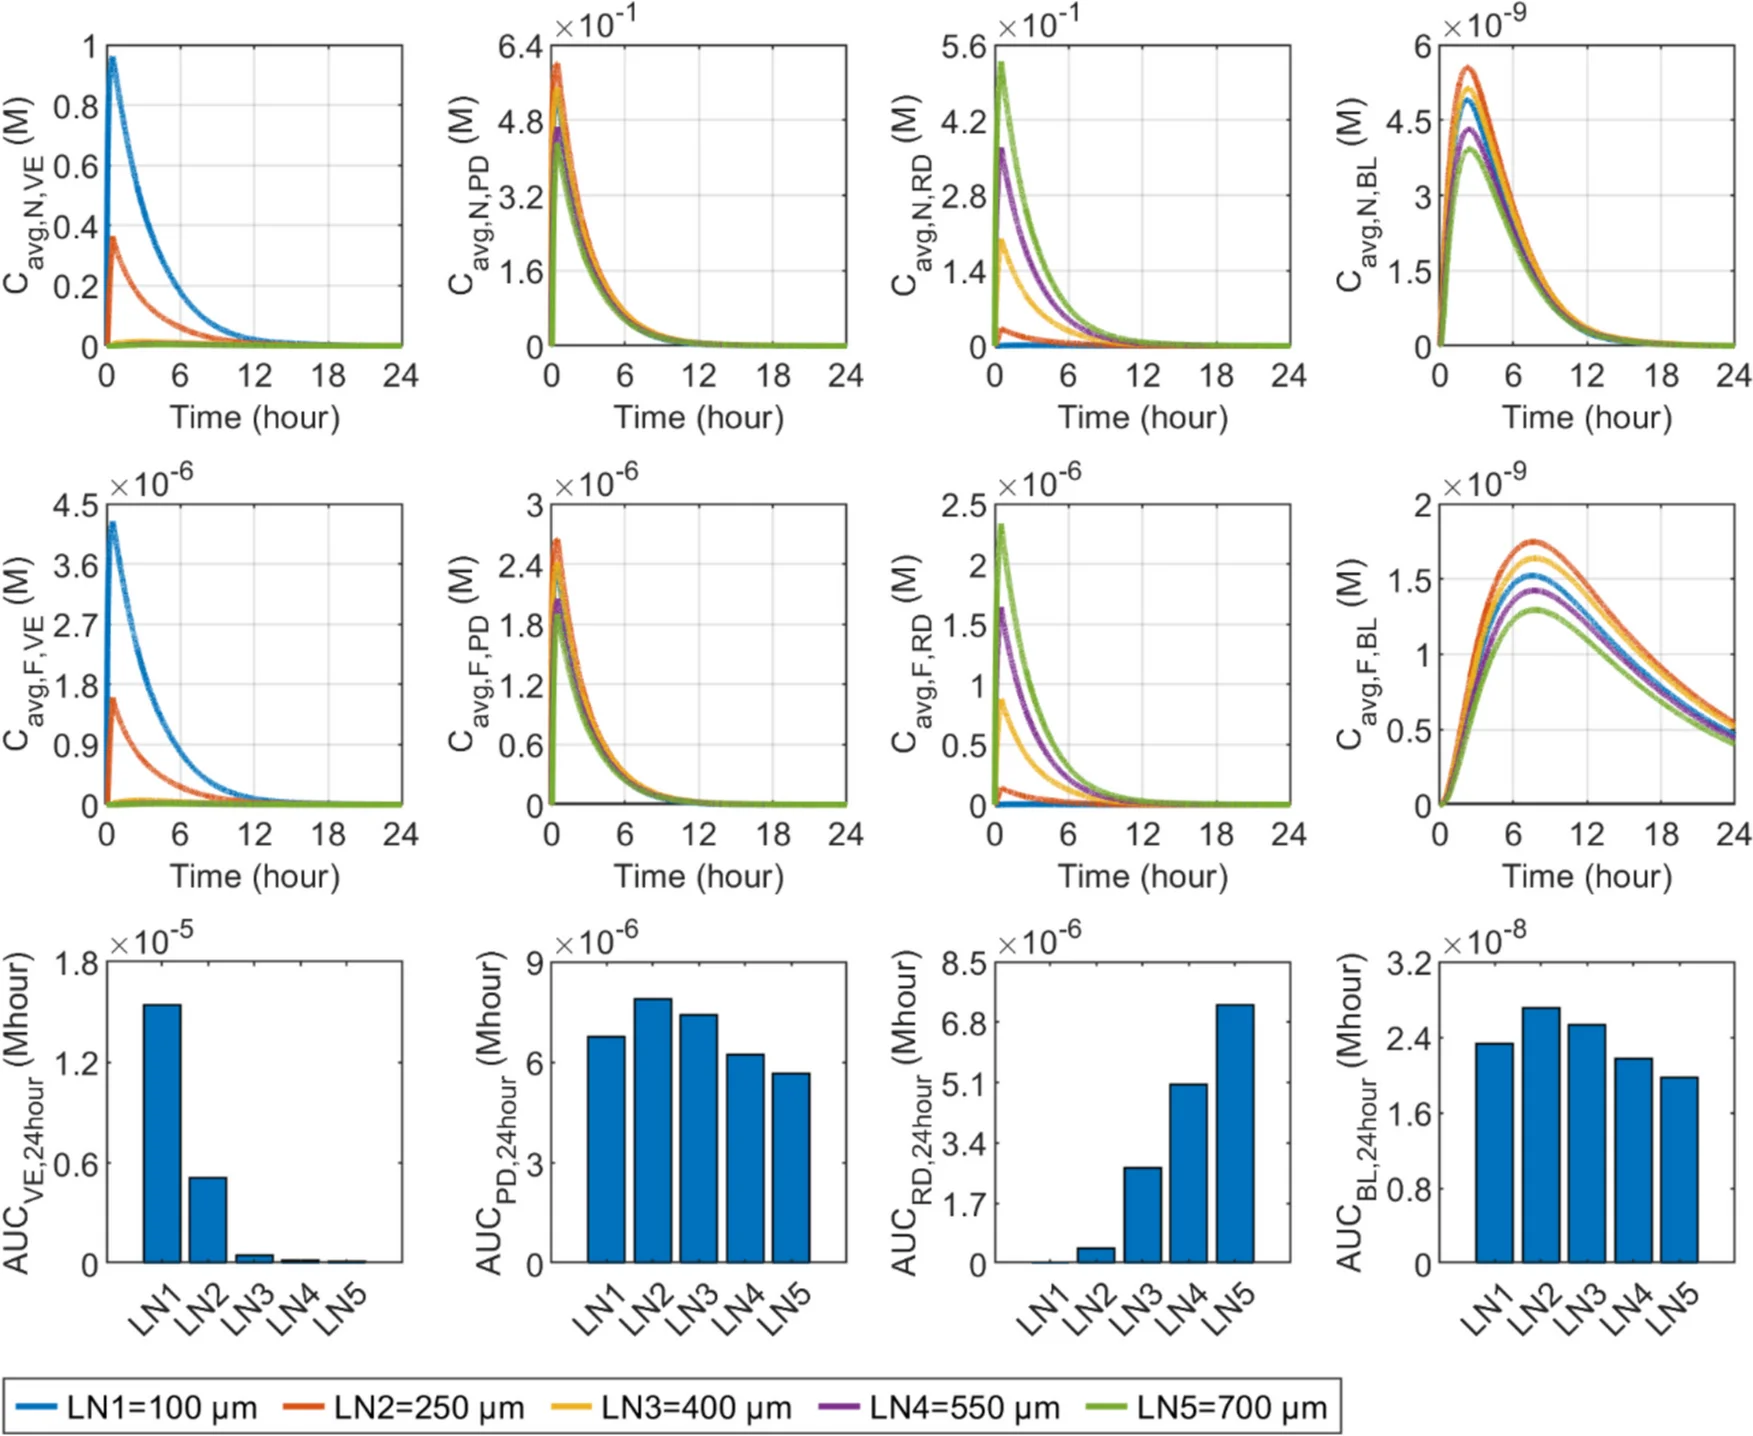 ×10⁻¹ ×10⁻¹ ×10⁻⁹
1 6.4 5.6 6
0.8 4.8 4.2 4.5
0.6 3.2 2.8 3
0.4 1.6 1.4 1.5
0.2 0 0 0
0
C_avg,N,VE (M) C_avg,N,PD (M) C_avg,N,RD (M) C_avg,N,BL (M)
0 6 12 18 24 0 6 12 18 24 0 6 12 18 24 0 6 12 18 24
Time (hour) Time (hour) Time (hour) Time (hour)
×10⁻⁶ ×10⁻⁶ ×10⁻⁶ ×10⁻⁹
4.5 3 2.5 2
3.6 2.4 2 1.5
2.7 1.8 1.5 1
1.8 1.2 1 0.5
0.9 0.6 0.5 0
0 0 0
C_avg,F,VE (M) C_avg,F,PD (M) C_avg,F,RD (M) C_avg,F,BL (M)
0 6 12 18 24 0 6 12 18 24 0 6 12 18 24 0 6 12 18 24
Time (hour) Time (hour) Time (hour) Time (hour)
×10⁻⁵ ×10⁻⁶ ×10⁻⁶ ×10⁻⁸
1.8 9 8.5 3.2
1.2 6 6.8 2.4
0.6 3 5.1 1.6
0 0 3.4 0.8
1.7 0
0
AUC_VE,24hour (Mhour) AUC_PD,24hour (Mhour) AUC_RD,24hour (Mhour) AUC_BL,24hour (Mhour)
LN1 LN2 LN3 LN4 LN5 LN1 LN2 LN3 LN4 LN5 LN1 LN2 LN3 LN4 LN5 LN1 LN2 LN3 LN4 LN5
LN1=100 µm LN2=250 µm LN3=400 µm LN4=550 µm LN5=700 µm